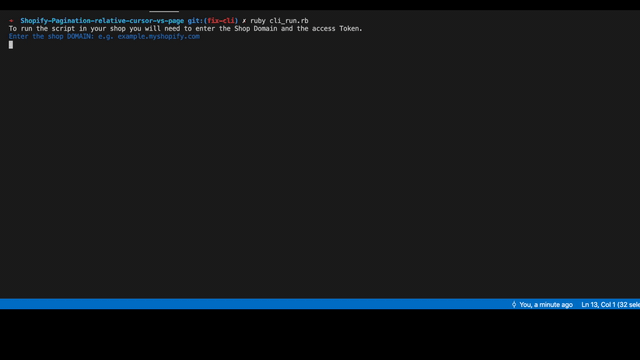 ➜ Shopify-Pagination-relative-cursor-vs-page git:(fix-cli) ✗ ruby cli_run.rb
To run the script in your shop you will need to enter the Shop Domain and the access Token.
Enter the shop DOMAIN: e.g. example.myshopify.com
You, a minute ago Ln 13, Col 1 (32 sele